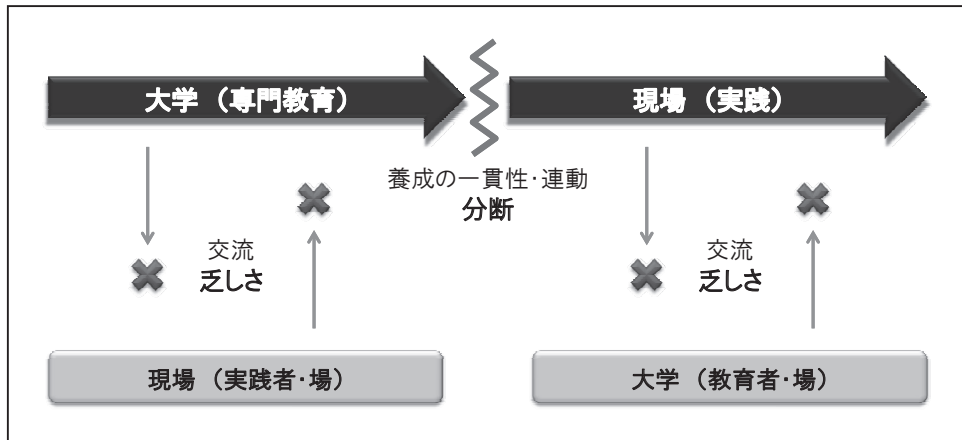 大学 （専門教育）
現場 （実践）
養成の一貫性・連動
分断
交流
乏しさ
交流
乏しさ
現場 （実践者・場）
大学 （教育者・場）